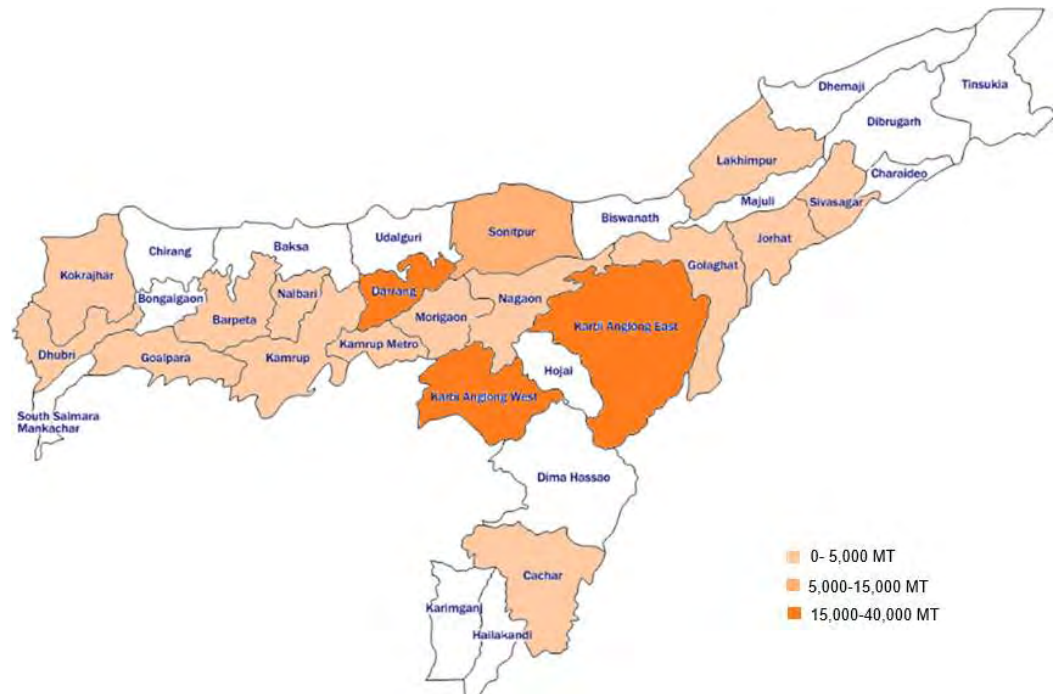 Dhemaji
Tinsukia
Dibrugarh
Lakhimpur
Charaideo
Majuli
Sivasagar
Biswanath
Sonitpur
Udalguri
Jorhat
Chirang
Baksa
Golaghat
Kokrajhar
Darrang
Nalbari
Bongaigaon
Nagaon
Barpeta
Morigaon
Karbi Anglong East
Kamrup Metro
Dhubri
Goalpara
Kamrup
Hojai
Karbi Anglong West
South Salmara
Mankachar
Dima Hassao
0- 5,000 MT
Cachar
5,000-15,000 MT
Karimganj
15,000-40,000 MT
Hailakandi